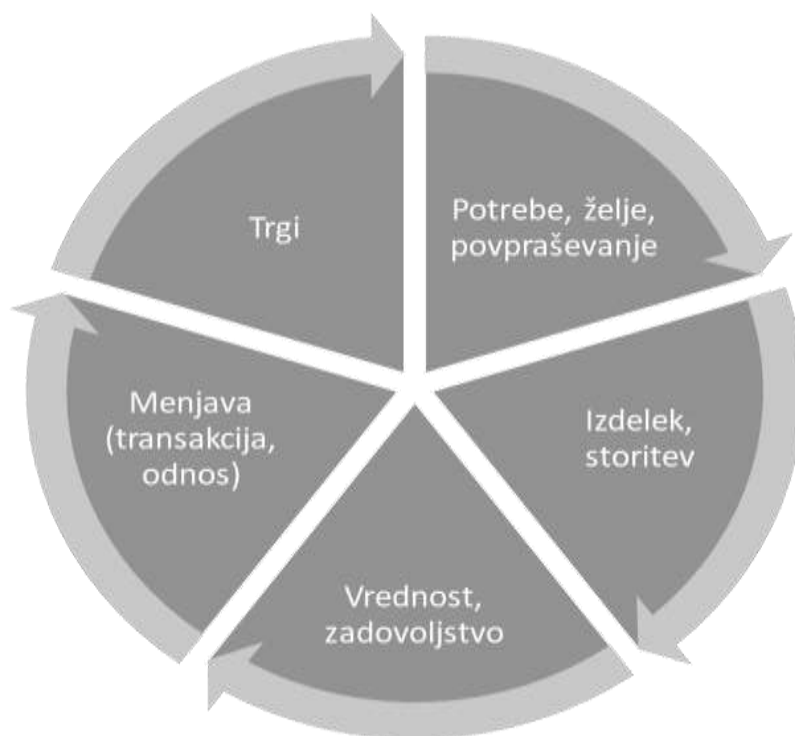 Potrebe, želje,
povpraševanje
Izdelek,
storitev
Vrednost,
zadovoljstvo
Menjava
(transakcija,
odnos)
Trgi